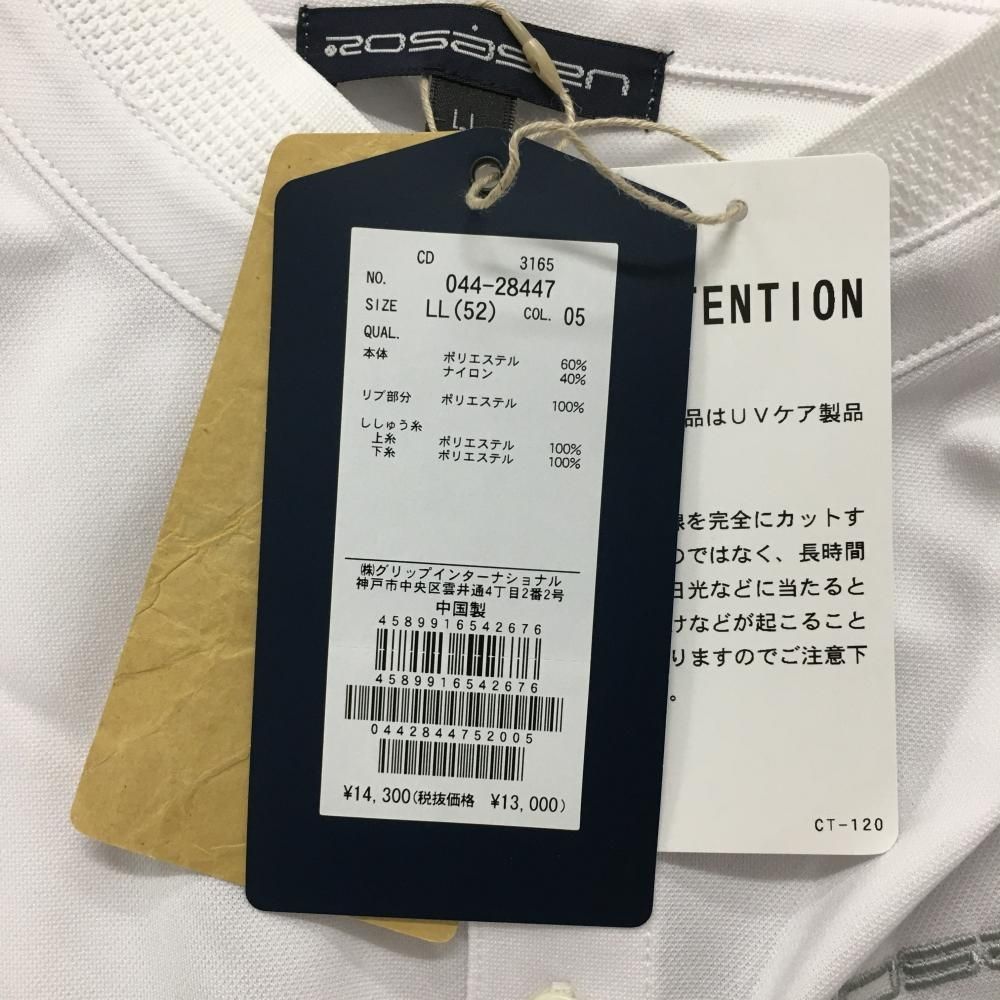 rosasen
LL
CD 3165
NO. 044-28447
SIZE LL(52) COL. 05
QUAL.
本体 ポリエステル 60%
ナイロン 40%
リブ部分 ポリエステル 100%
ししゅう糸
上糸 ポリエステル 100%
下糸 ポリエステル 100%
㈱グリップインターナショナル
神戸市中央区雲井通4丁目2番2号
中国製
4589916542676
4589916542676
0442844752005
¥14,300(税抜価格 ¥13,000)
TENTION
品はUVケア製品
線を完全にカットす
のではなく、長時間
日光などに当たると
けなどが起こること
りますのでご注意下
。
CT-120